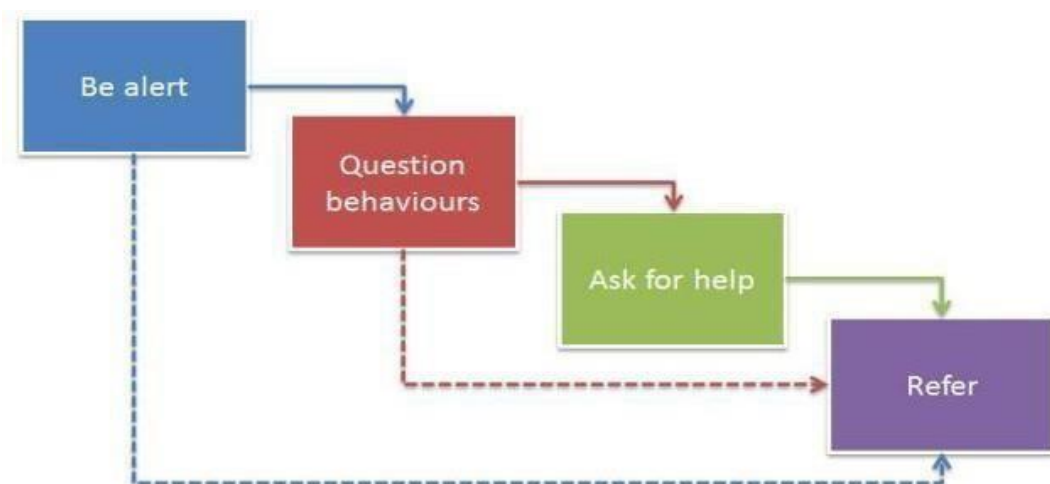 Be alert
Question
behaviours
Ask for help
Refer